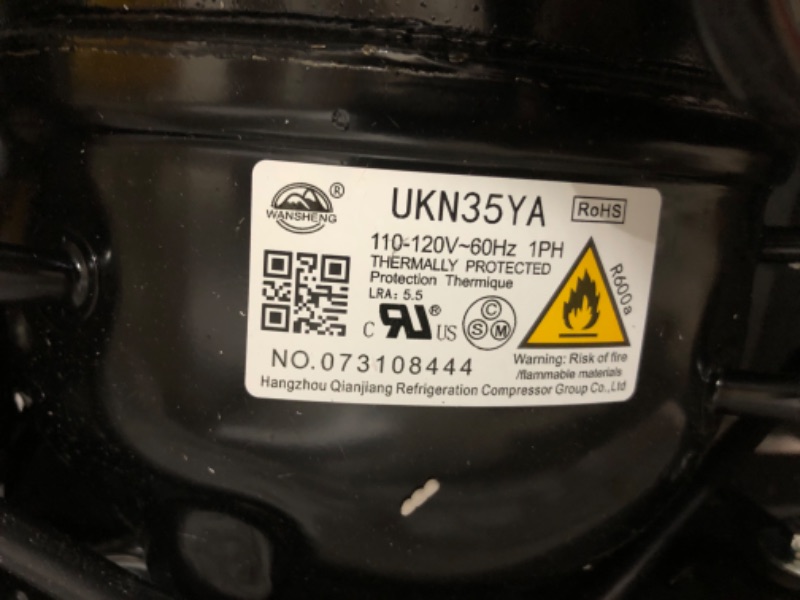 WANSHENG®
UKN35YA
RoHS
110-120V~60Hz 1PH
THERMALLY PROTECTED
Protection Thermique
LRA: 5.5
C RU® US
C S M
R600a
NO.073108444
Warning: Risk of fire
/flammable materials
Hangzhou Qianjiang Refrigeration Compressor Group Co.,Ltd